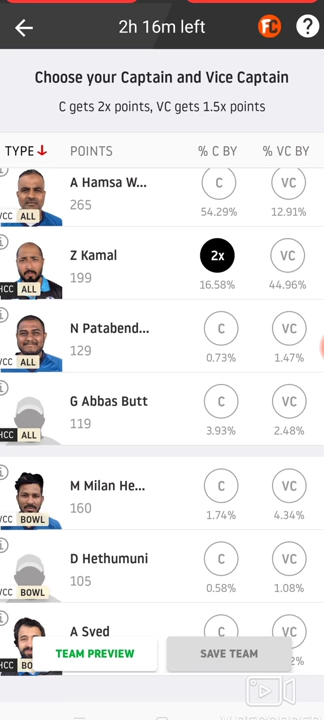 2h 16m left
FC
?
Choose your Captain and Vice Captain
C gets 2x points, VC gets 1.5x points
TYPE POINTS % C BY % VC BY
A Hamsa W...
265
C
VC
54.29%
12.91%
VCC ALL
Z Kamal
199
2x
VC
16.58%
44.96%
HCC ALL
N Patabend...
129
C
VC
0.73%
1.47%
VCC ALL
G Abbas Butt
119
C
VC
3.93%
2.48%
HCC ALL
M Milan He...
160
C
VC
1.74%
4.34%
VCC BOWL
D Hethumuni
105
C
VC
0.58%
1.08%
VCC BOWL
A Syed
C
VC
HCC BO
TEAM PREVIEW
SAVE TEAM
2%